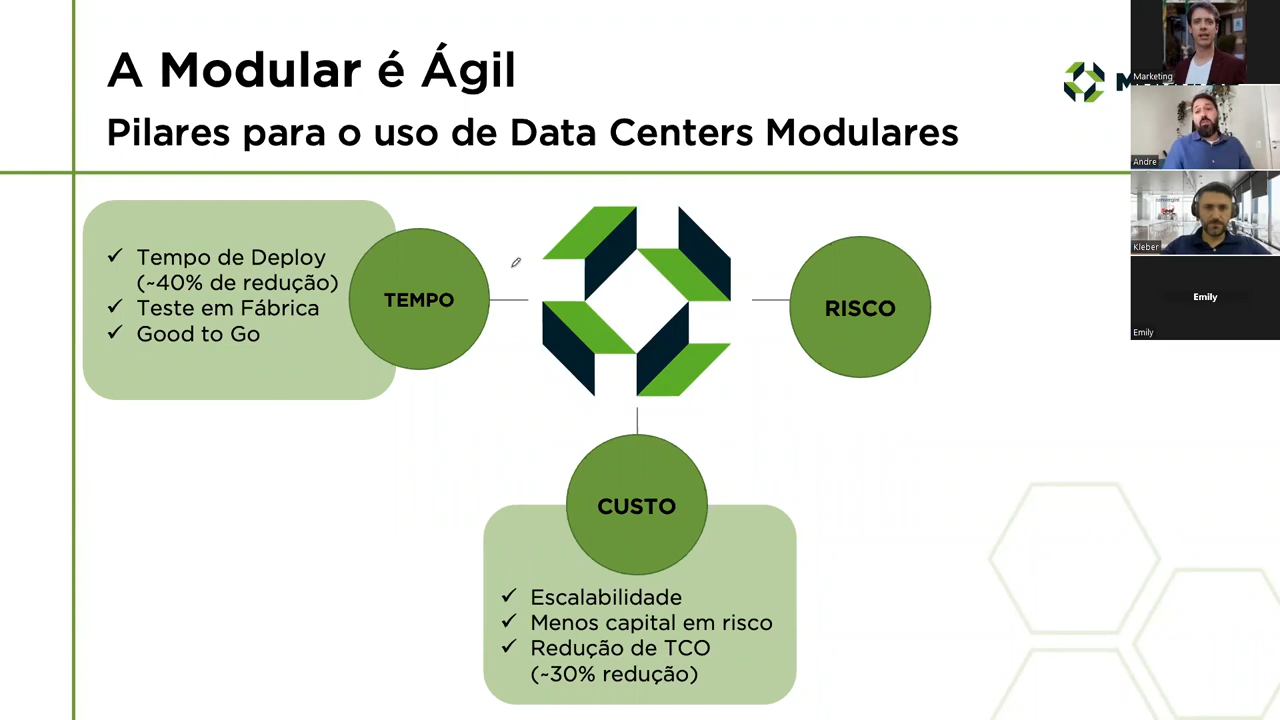 A Modular é Ágil
Pilares para o uso de Data Centers Modulares
✓ Tempo de Deploy
(~40% de redução)
✓ Teste em Fábrica
✓ Good to Go
TEMPO
RISCO
CUSTO
✓ Escalabilidade
✓ Menos capital em risco
✓ Redução de TCO
(~30% redução)
Marketing
Andre
Kleber
Emily
Emily